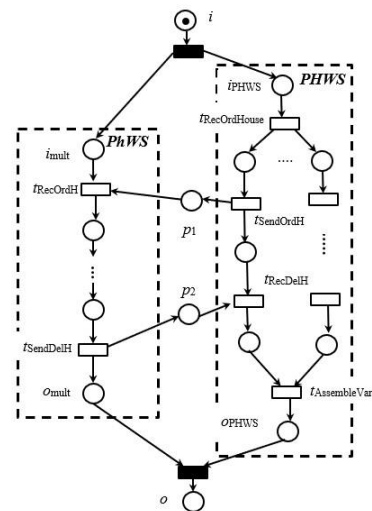 i
PHWS
iPHWS
tRecOrdHouse
PhWS
imult
....
tRecOrdH
p1
tSendOrdH
p2
tRecDelH
tSendDelH
omult
tAssembleVar
oPHWS
o